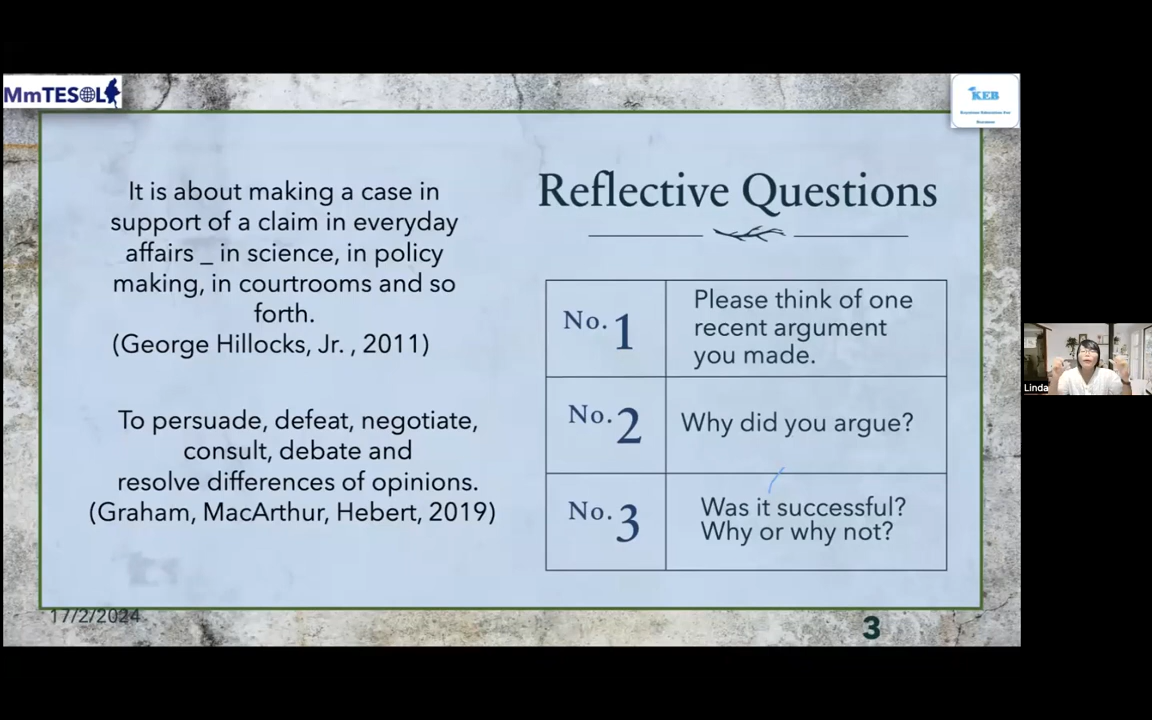 MmTESOL
KEB
It is about making a case in
support of a claim in everyday
affairs _ in science, in policy
making, in courtrooms and so
forth.
(George Hillocks, Jr. , 2011)
To persuade, defeat, negotiate,
consult, debate and
resolve differences of opinions.
(Graham, MacArthur, Hebert, 2019)
Reflective Questions
No. 1
Please think of one
recent argument
you made.
No. 2
Why did you argue?
No. 3
Was it successful?
Why or why not?
17/2/2024
3
Linda